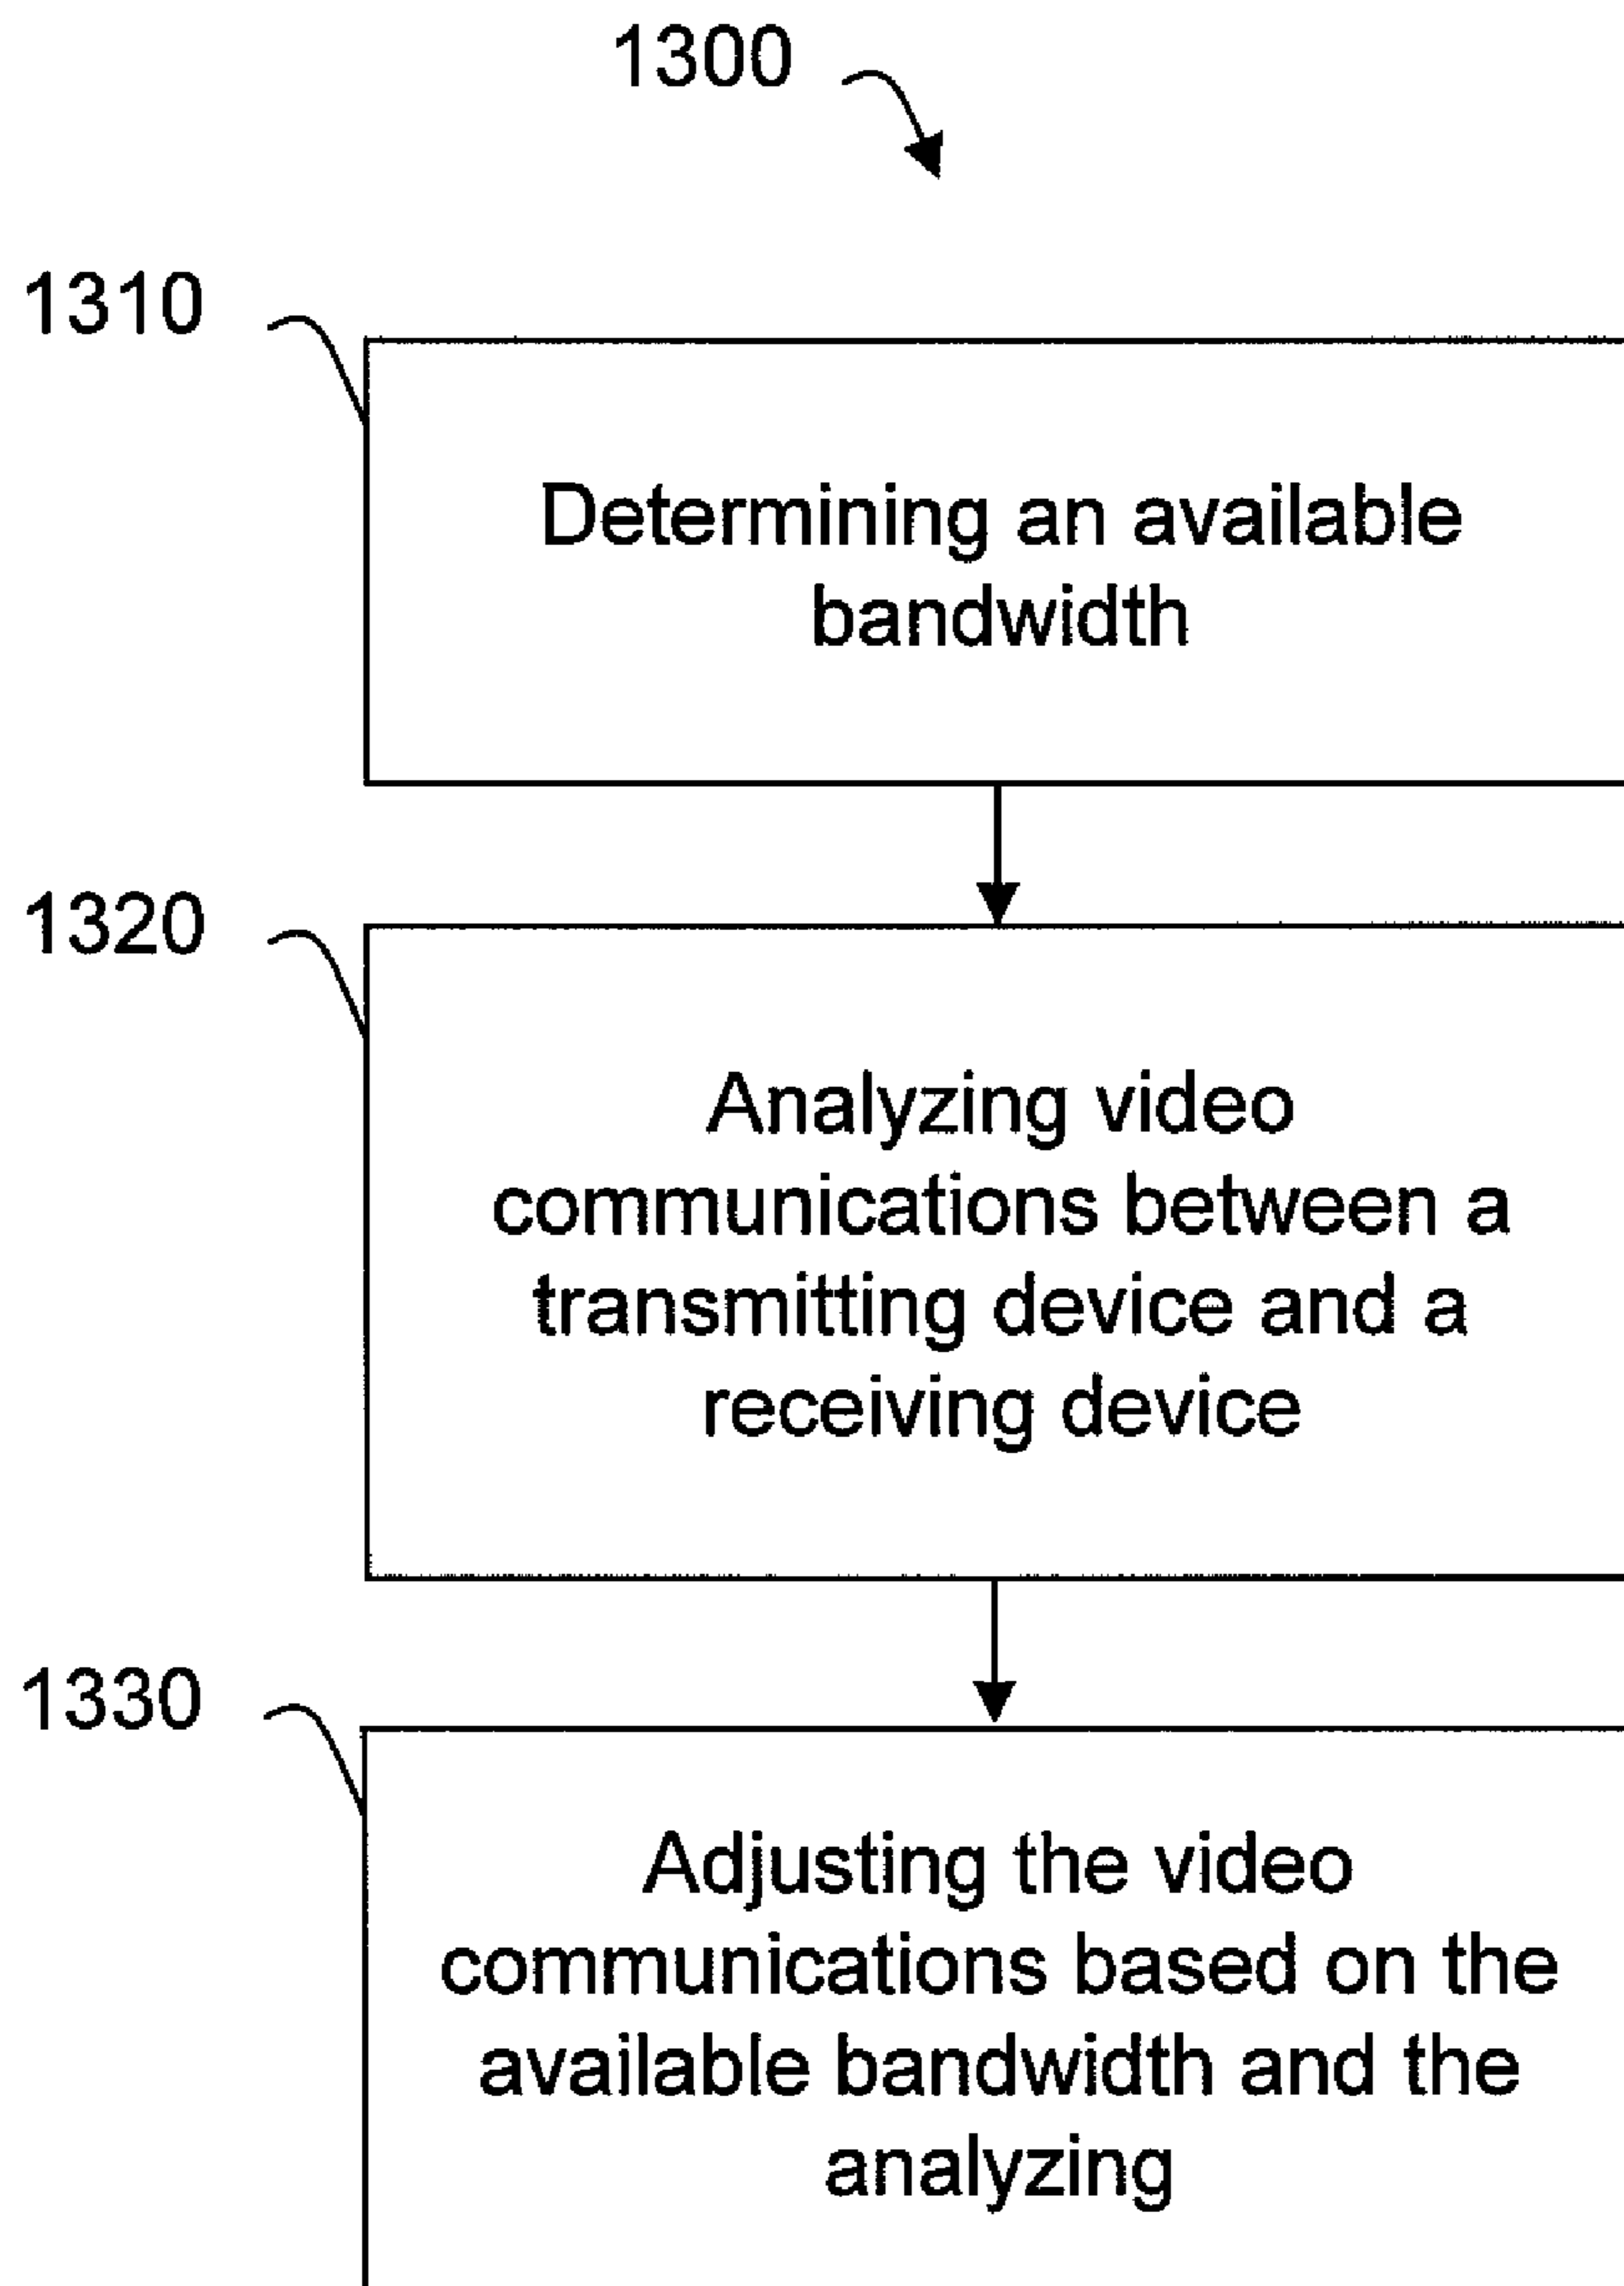 1300
1310
Determining an available
bandwidth
1320
Analyzing video
communications between a
transmitting device and a
receiving device
1330
Adjusting the video
communications based on the
available bandwidth and the
analyzing